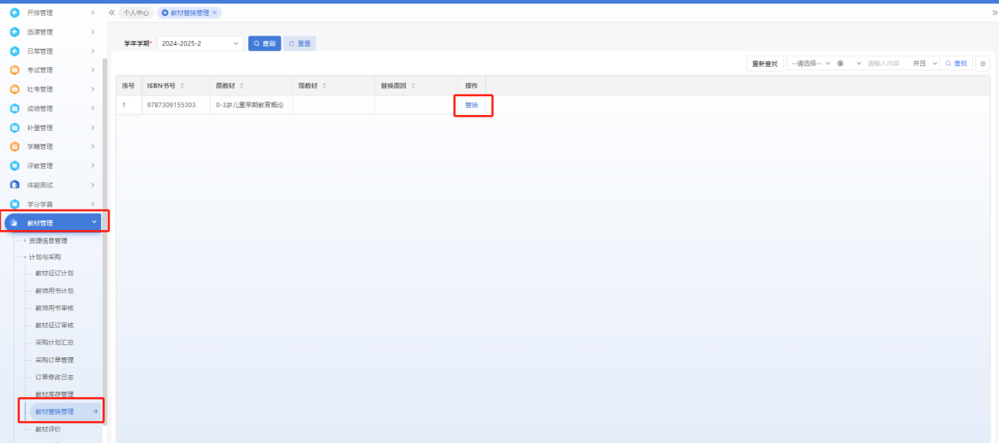 开排管理
选课管理
日常管理
考试管理
社考管理
成绩管理
补重管理
学籍管理
评教管理
体能测试
学分学费
教材管理
资源信息管理
计划与采购
教材征订计划
教师用书计划
教师用书审核
教材征订审核
采购计划汇总
采购订单管理
订单修改日志
教材库存管理
教材替换管理
教材评价
个人中心 教材替换管理
学年学期* 2024-2025-2 查询 重置
重新查找 --请选择-- 像 请输入内容 并且 查找
序号 ISBN书号 原教材 现教材 替换原因 操作
1 9787309155303 0-3岁儿童早期教育概论 替换